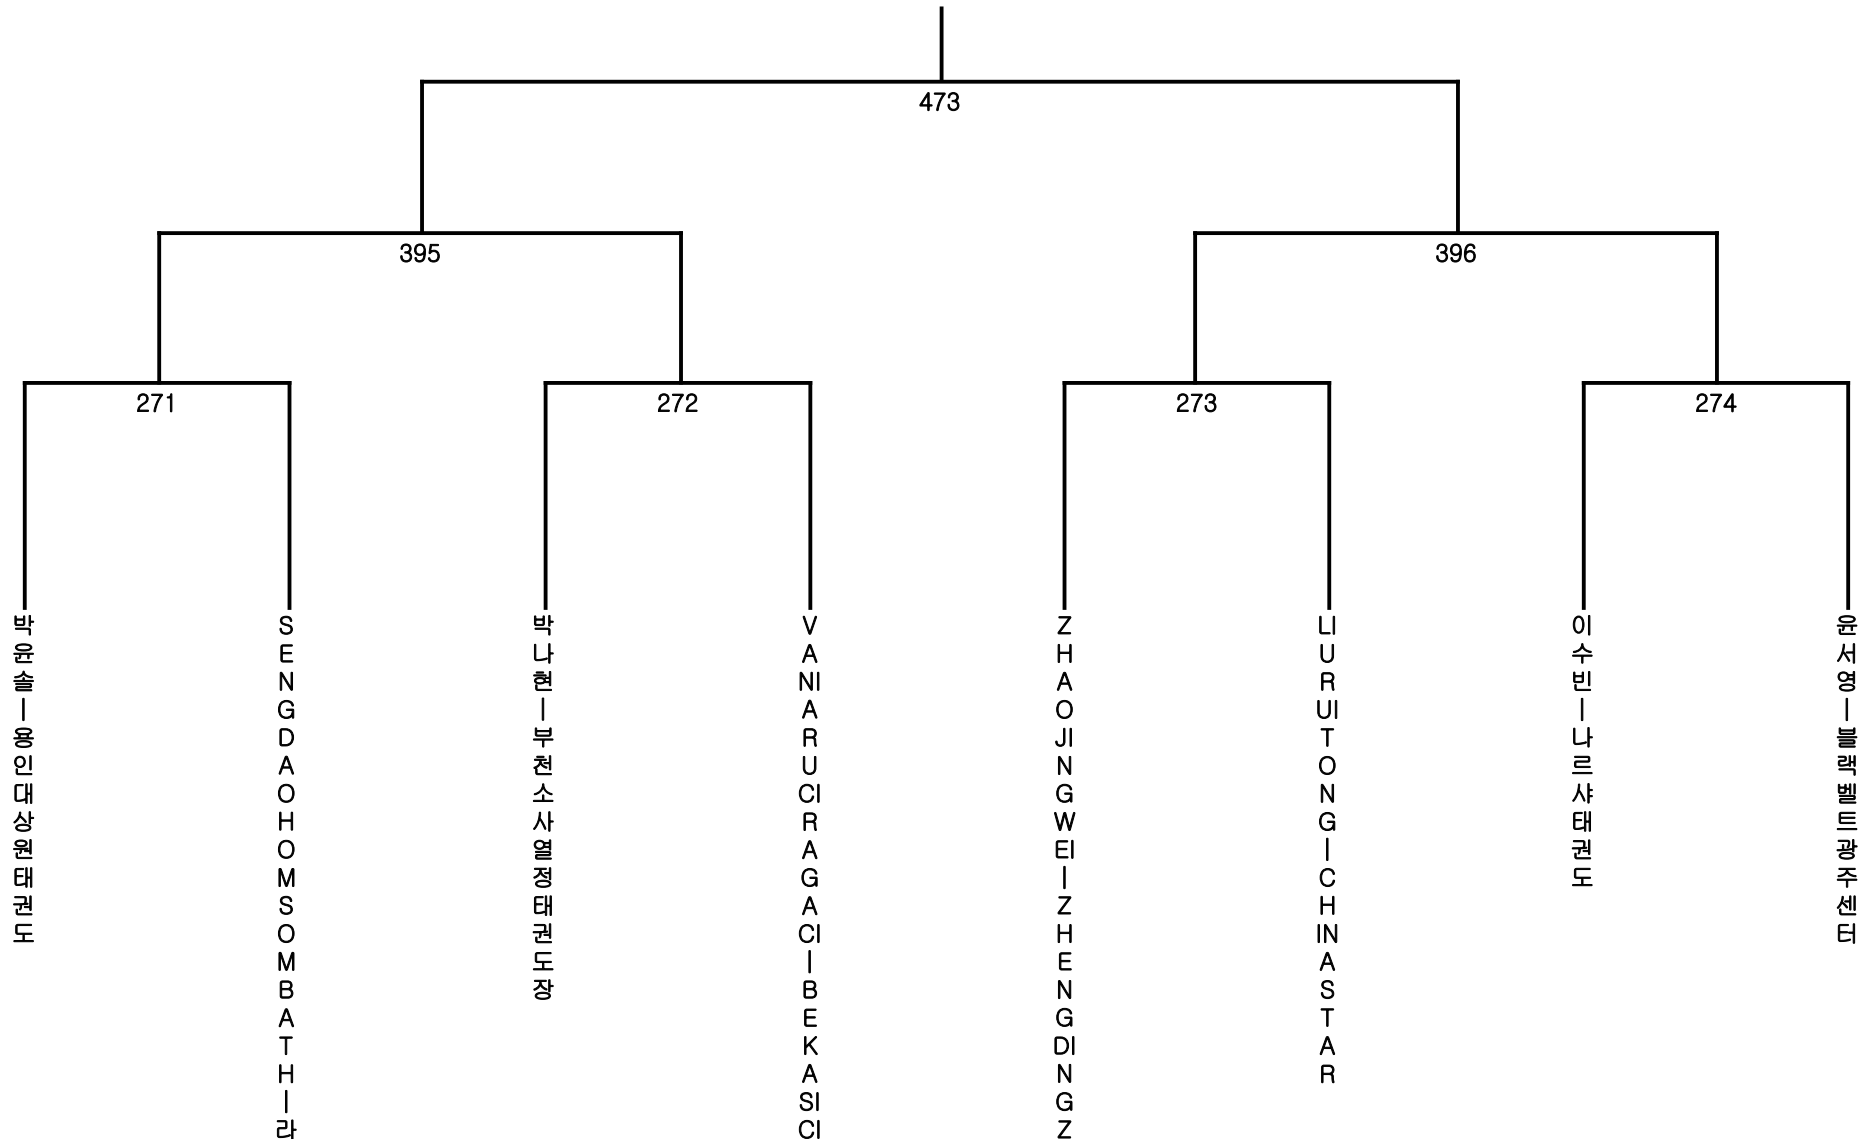 473
395
396
271
272
273
274
박윤솔|용인대상원태권도
SENGDAOHOMSOMBATH|라
박나현|부천소사열정태권도장
VANIARUCIRAGACI|BEKASICI
ZHAOJINGWEI|ZHENGDINGZ
LIURUITONG|CHINASTAR
이수빈|나르샤태권도
윤서영|블랙벨트광주센터